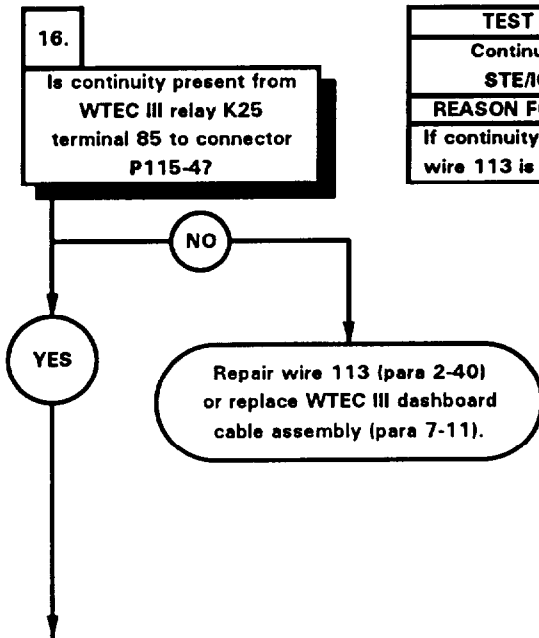 16.
Is continuity present from
WTEC III relay K25
terminal 85 to connector
P115-4?
TEST
REASON
If continuity
wire 113 is
NO
YES
Repair wire 113 (para 2-40)
or replace WTEC III dashboard
cable assembly (para 7-11).